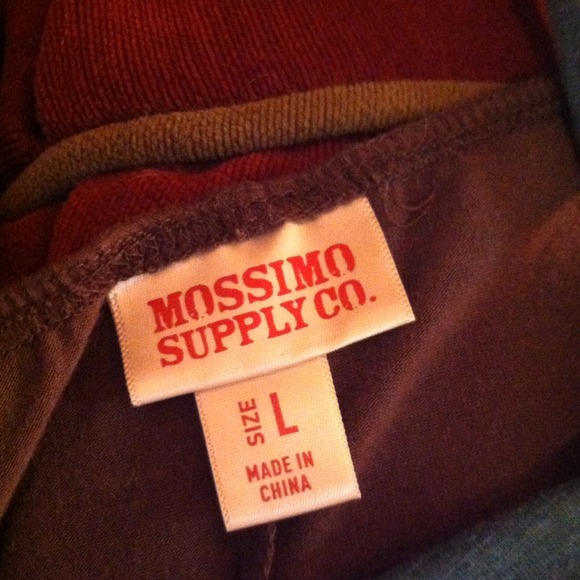 MOSSIMO
SUPPLY CO.
SIZE L
MADE IN
CHINA